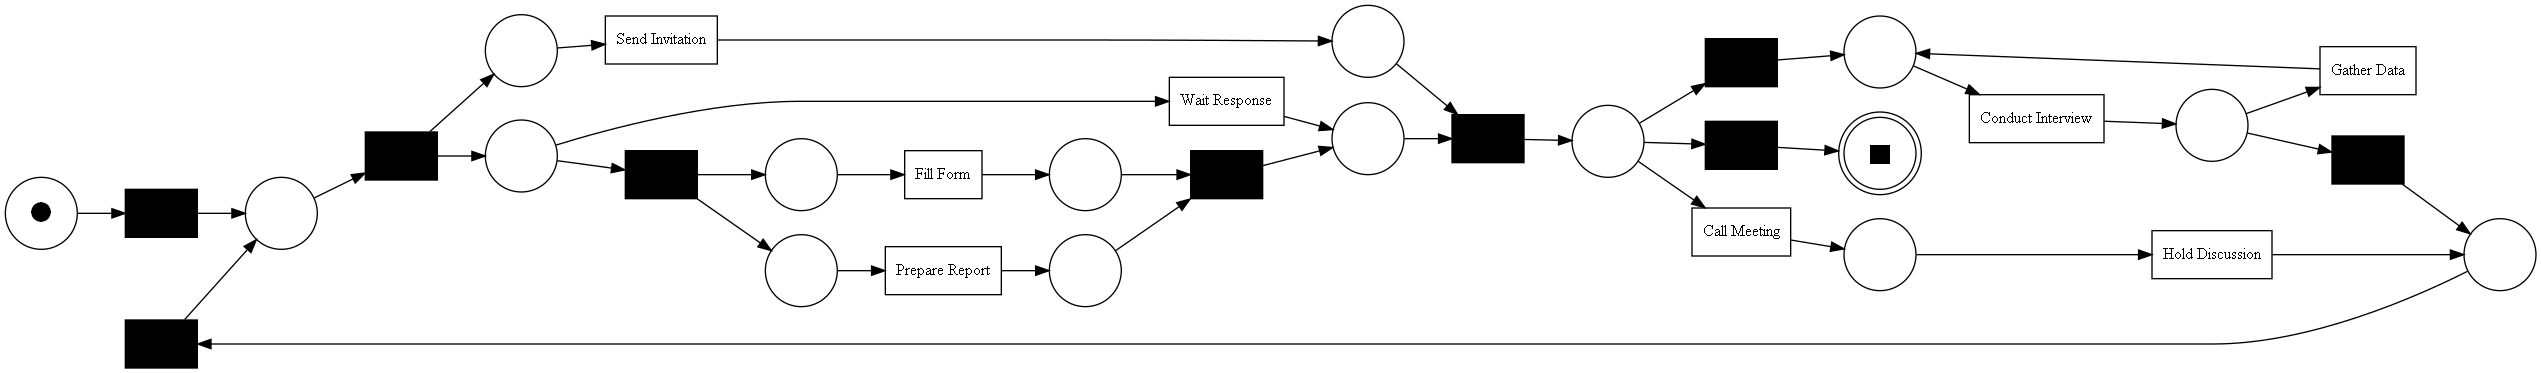 Send Invitation
Wait Response
Fill Form
Prepare Report
Call Meeting
Conduct Interview
Gather Data
Hold Discussion